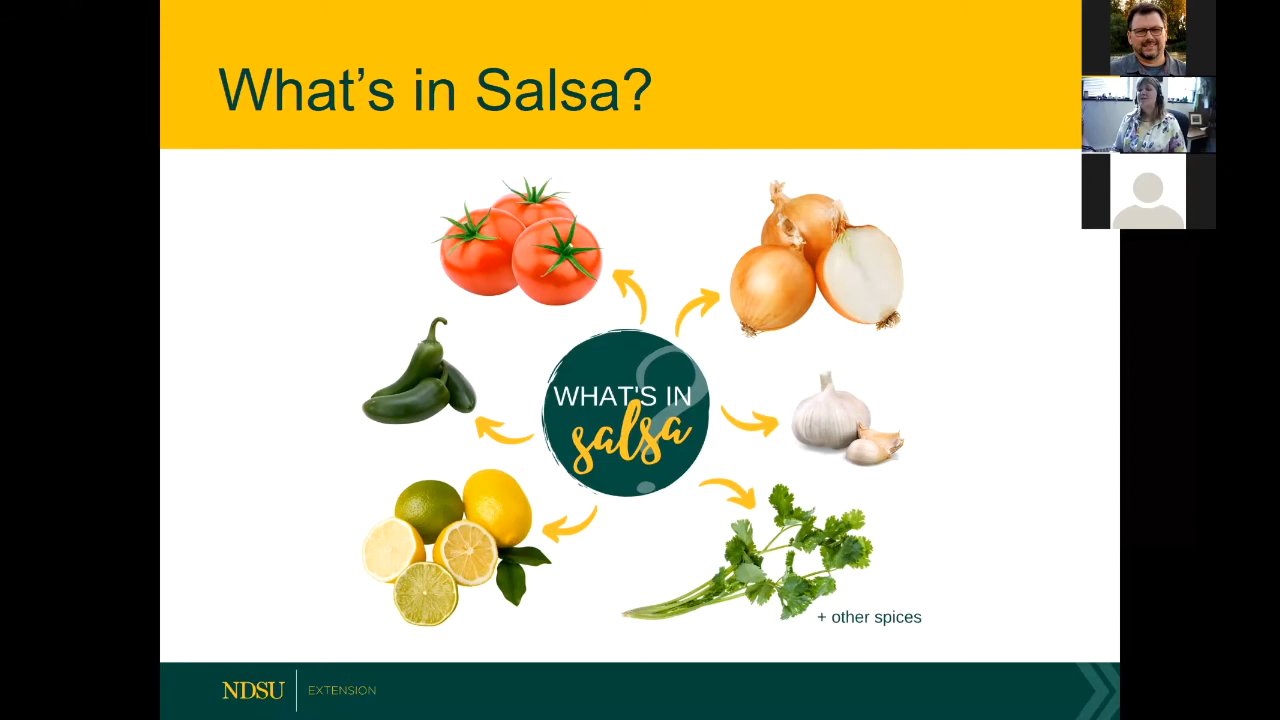 What's in Salsa?
WHAT'S IN
salsa
?
+ other spices
NDSU
EXTENSION